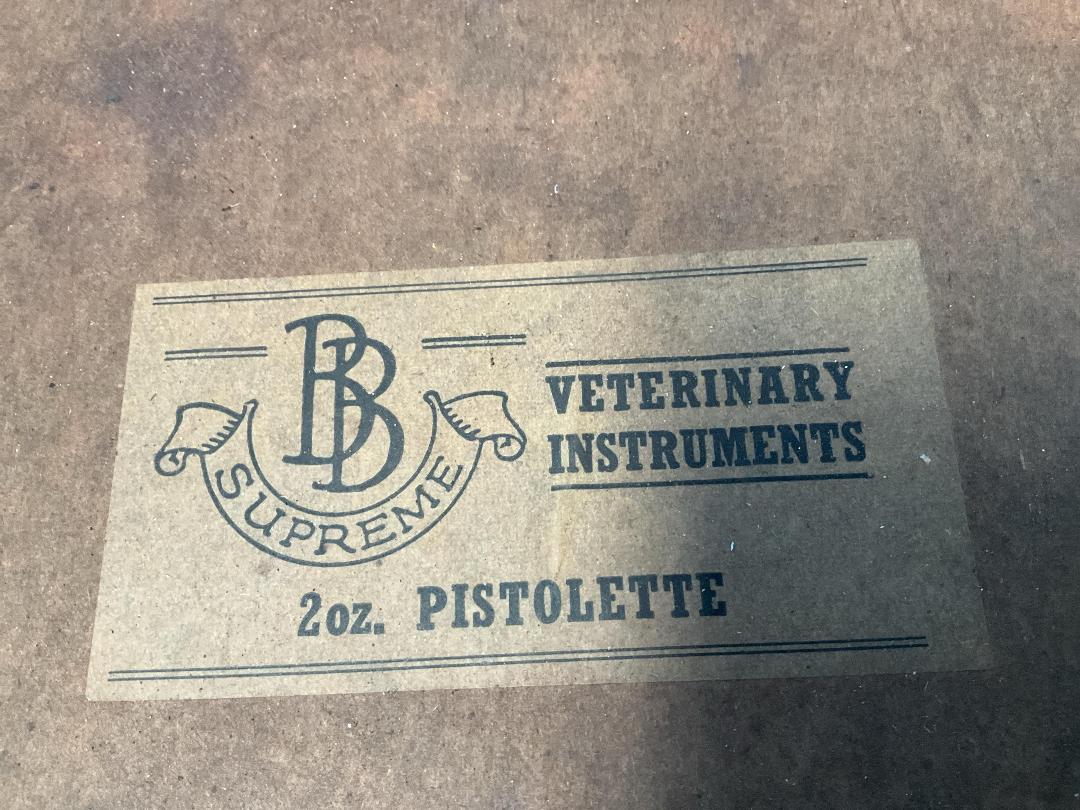 BB
SUPREME
VETERINARY
INSTRUMENTS
2oz. PISTOLETTE